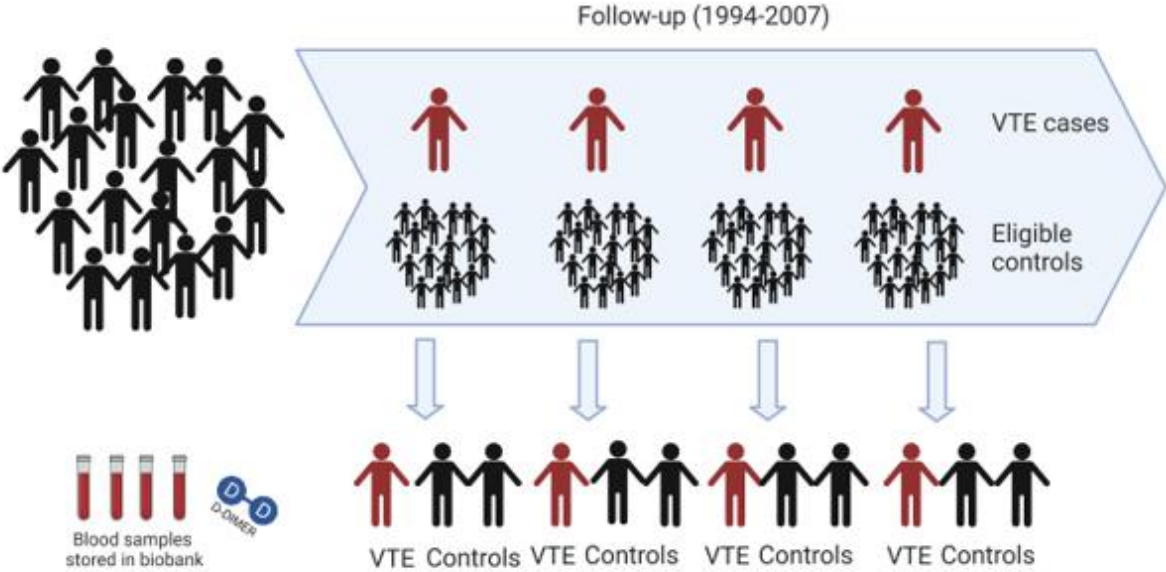 Follow-up (1994-2007)
VTE cases
Eligible
controls
D
D
D-DIMER
Blood samples
stored in biobank
VTE Controls VTE Controls VTE Controls VTE Controls